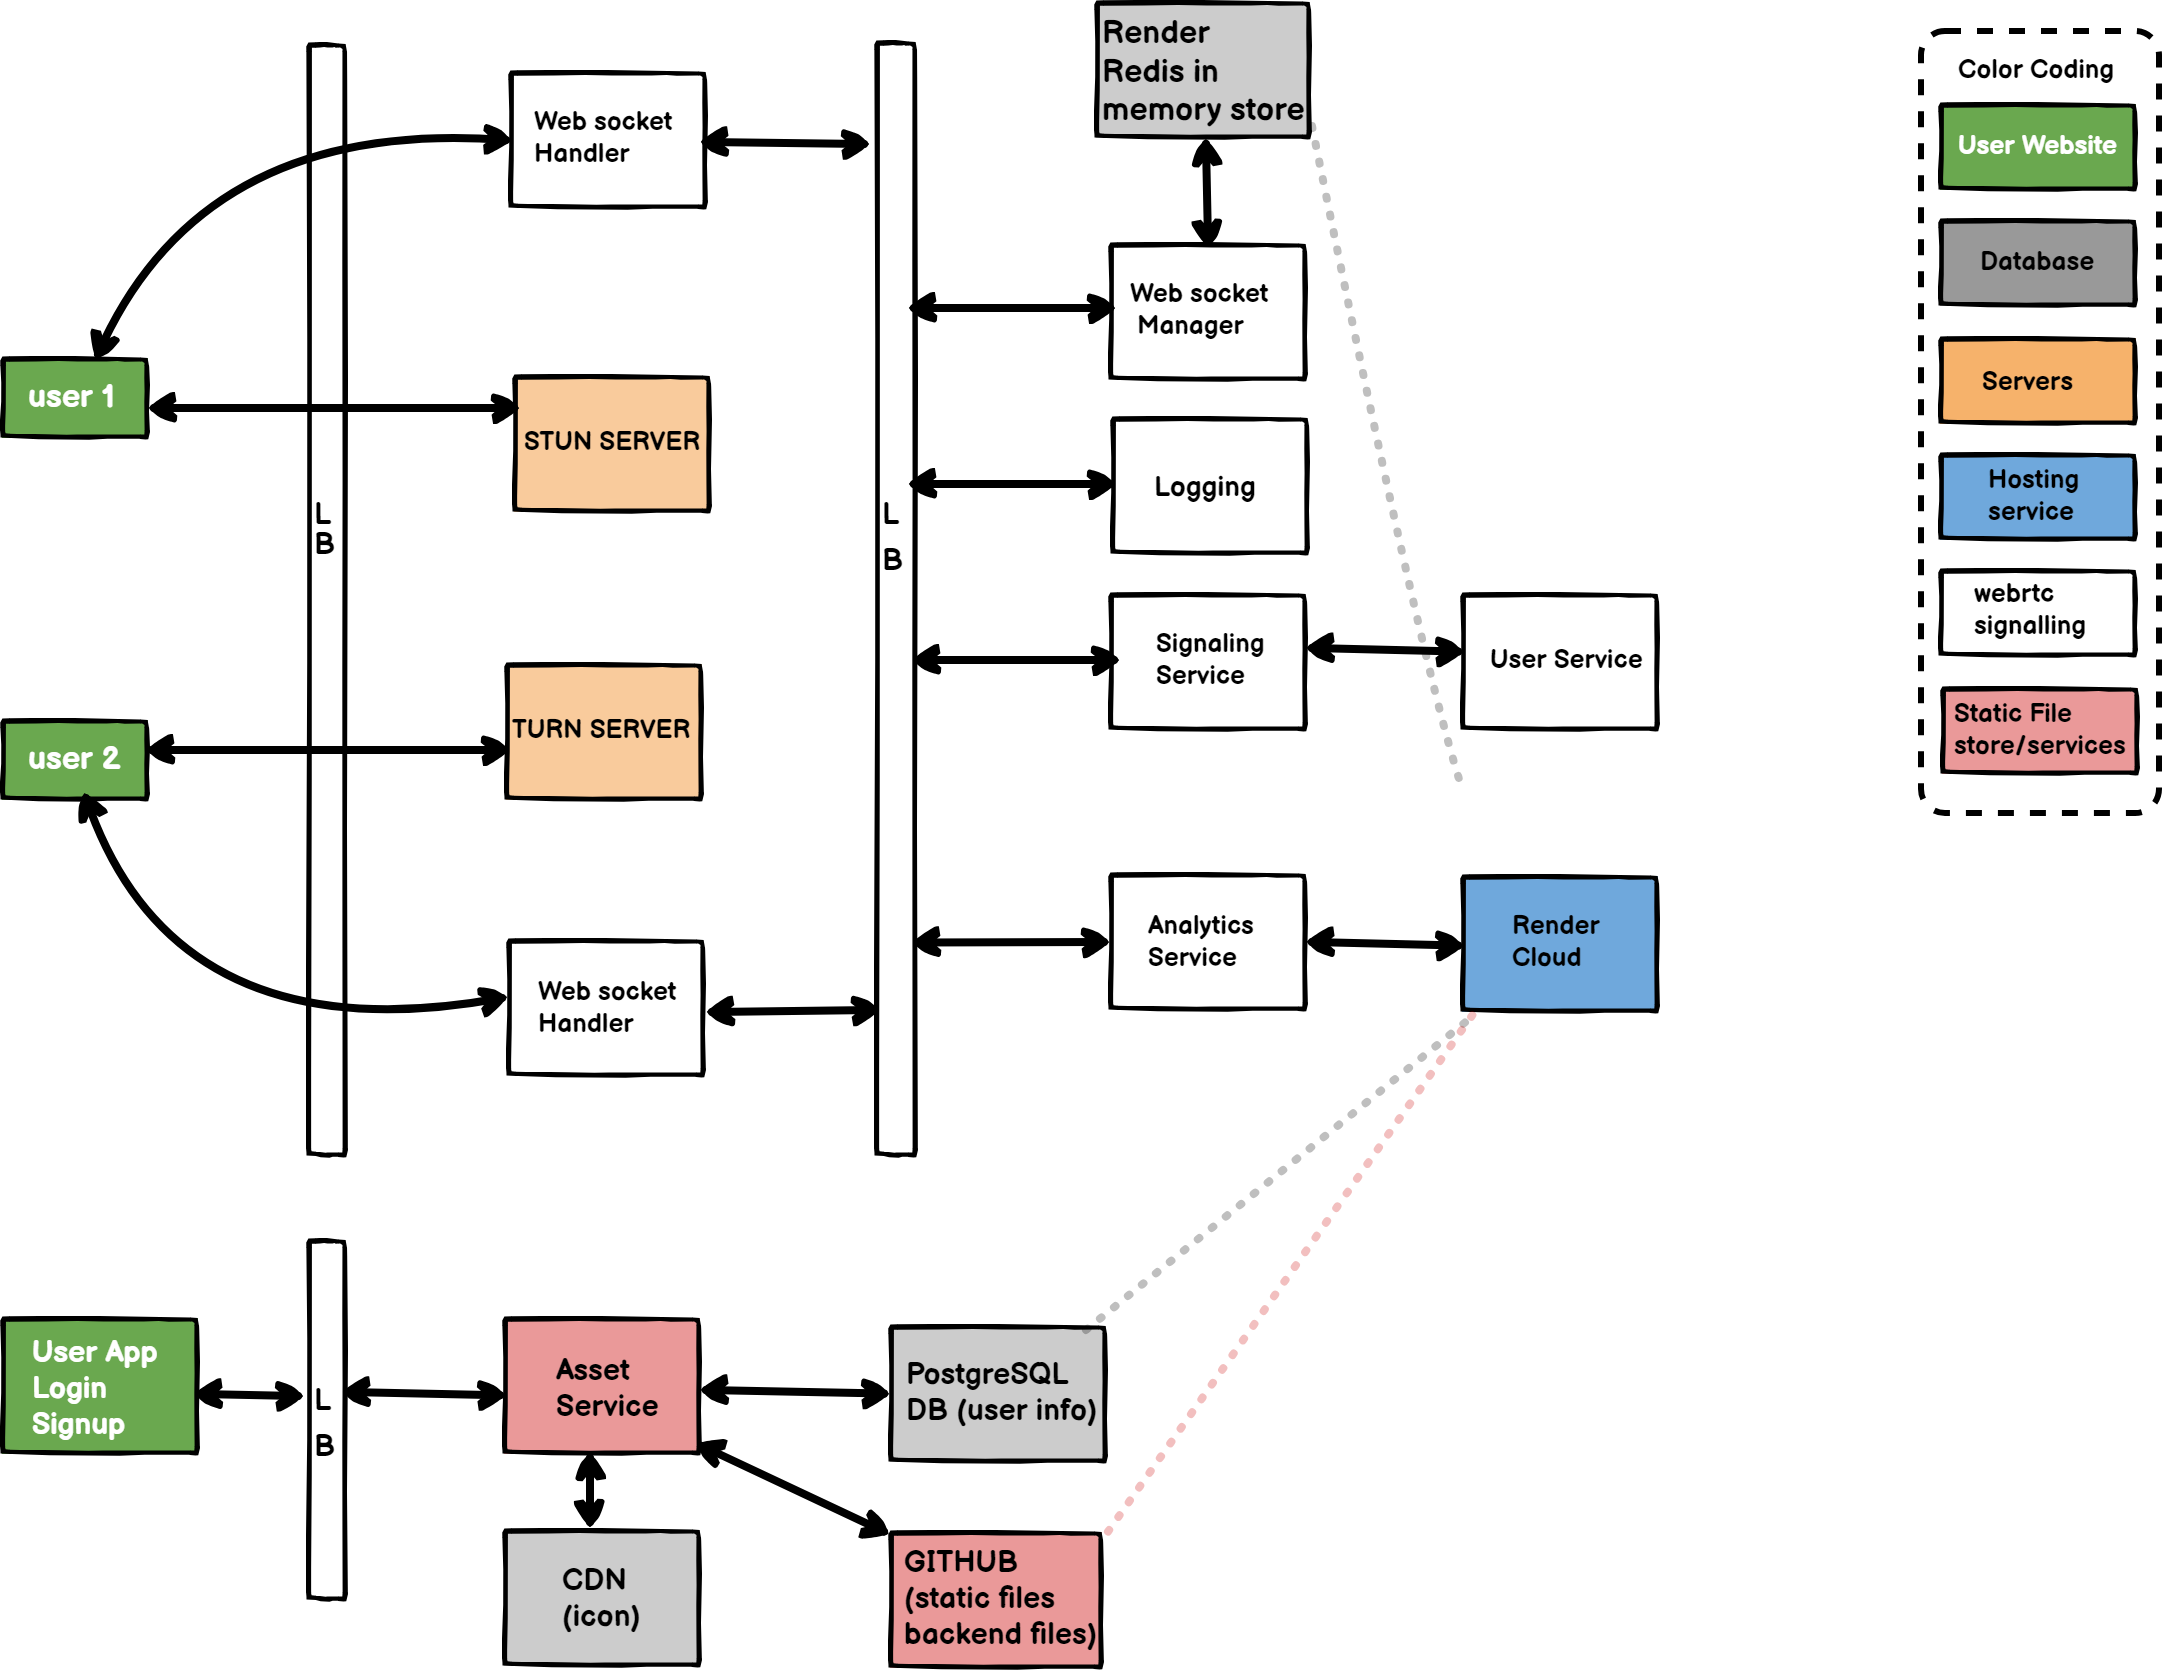 Render
Redis in
memory store
Color Coding
User Website
Database
Servers
Hosting
service
webrtc
signalling
Static File
store/services
Web socket
Handler
Web socket
Manager
user 1
STUN SERVER
Logging
L
B
L
B
Signaling
Service
User Service
user 2
TURN SERVER
Analytics
Service
Render
Cloud
Web socket
Handler
User App
Login
Signup
L
B
Asset
Service
PostgreSQL
DB (user info)
CDN
(icon)
GITHUB
(static files
backend files)